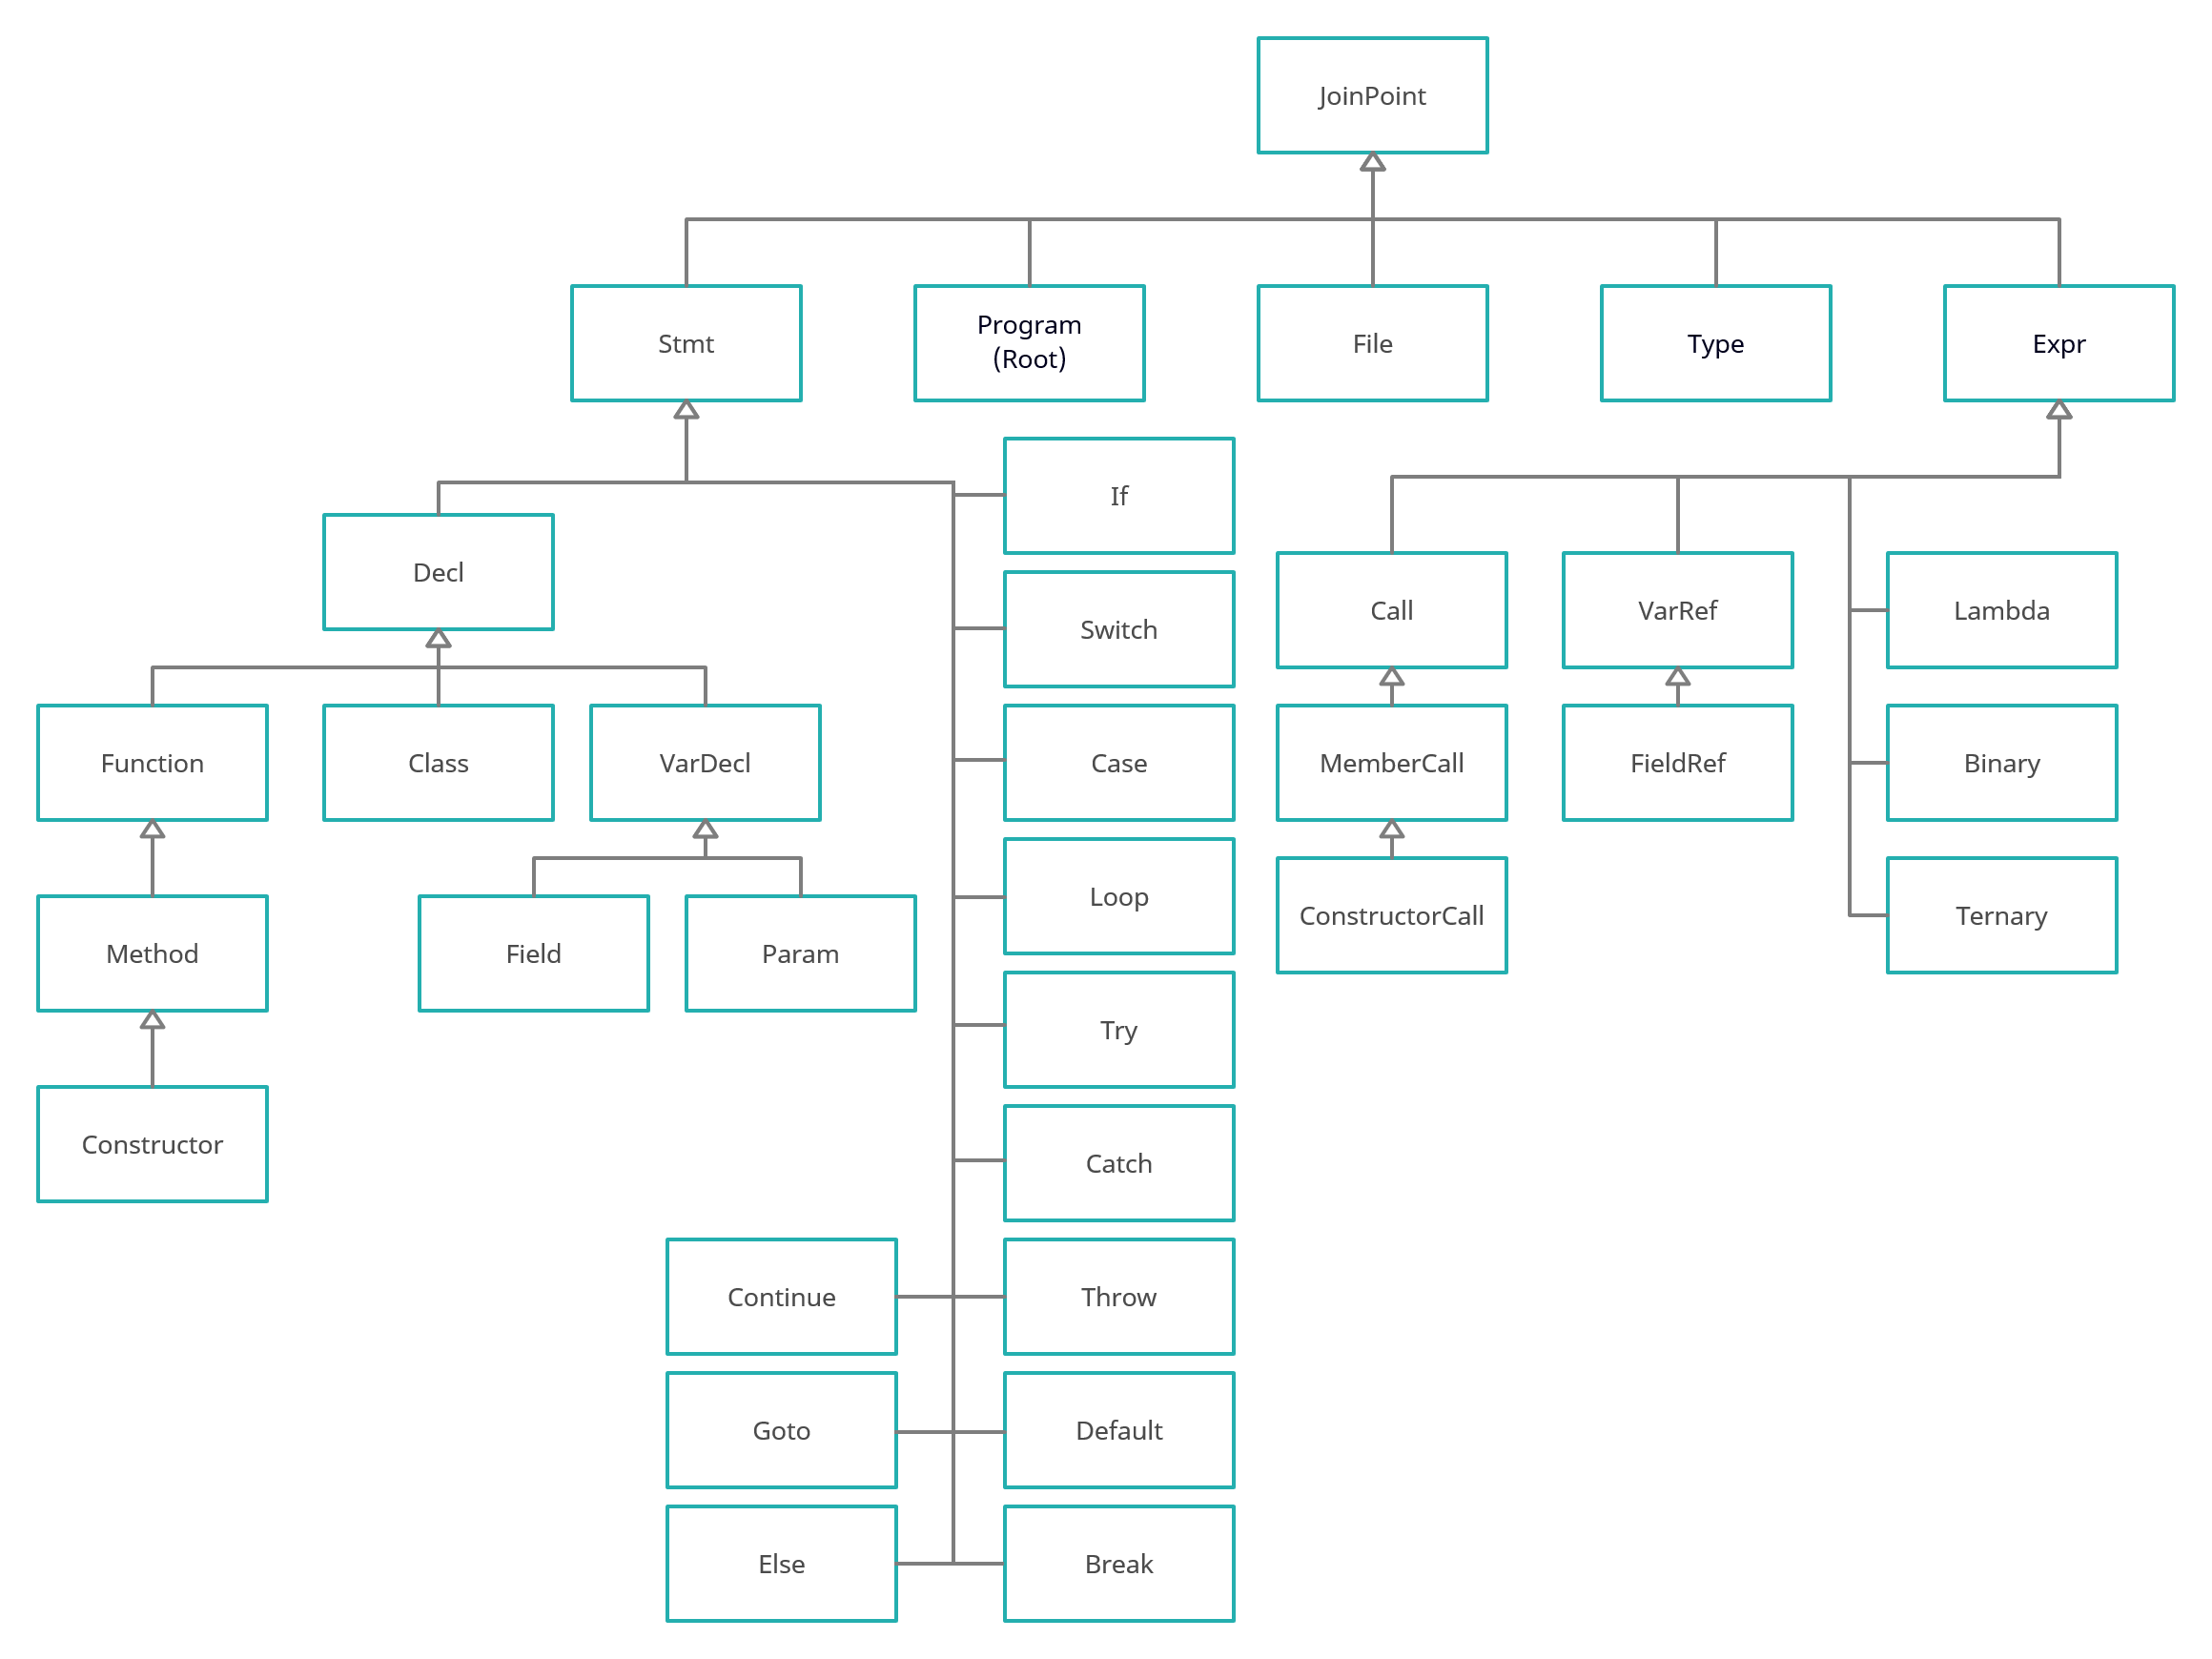 JoinPoint
Stmt
Program
(Root)
File
Type
Expr
If
Decl
Switch
Call
VarRef
Lambda
Function
Class
VarDecl
Case
MemberCall
FieldRef
Binary
Loop
ConstructorCall
Ternary
Method
Field
Param
Try
Constructor
Catch
Continue
Throw
Goto
Default
Else
Break